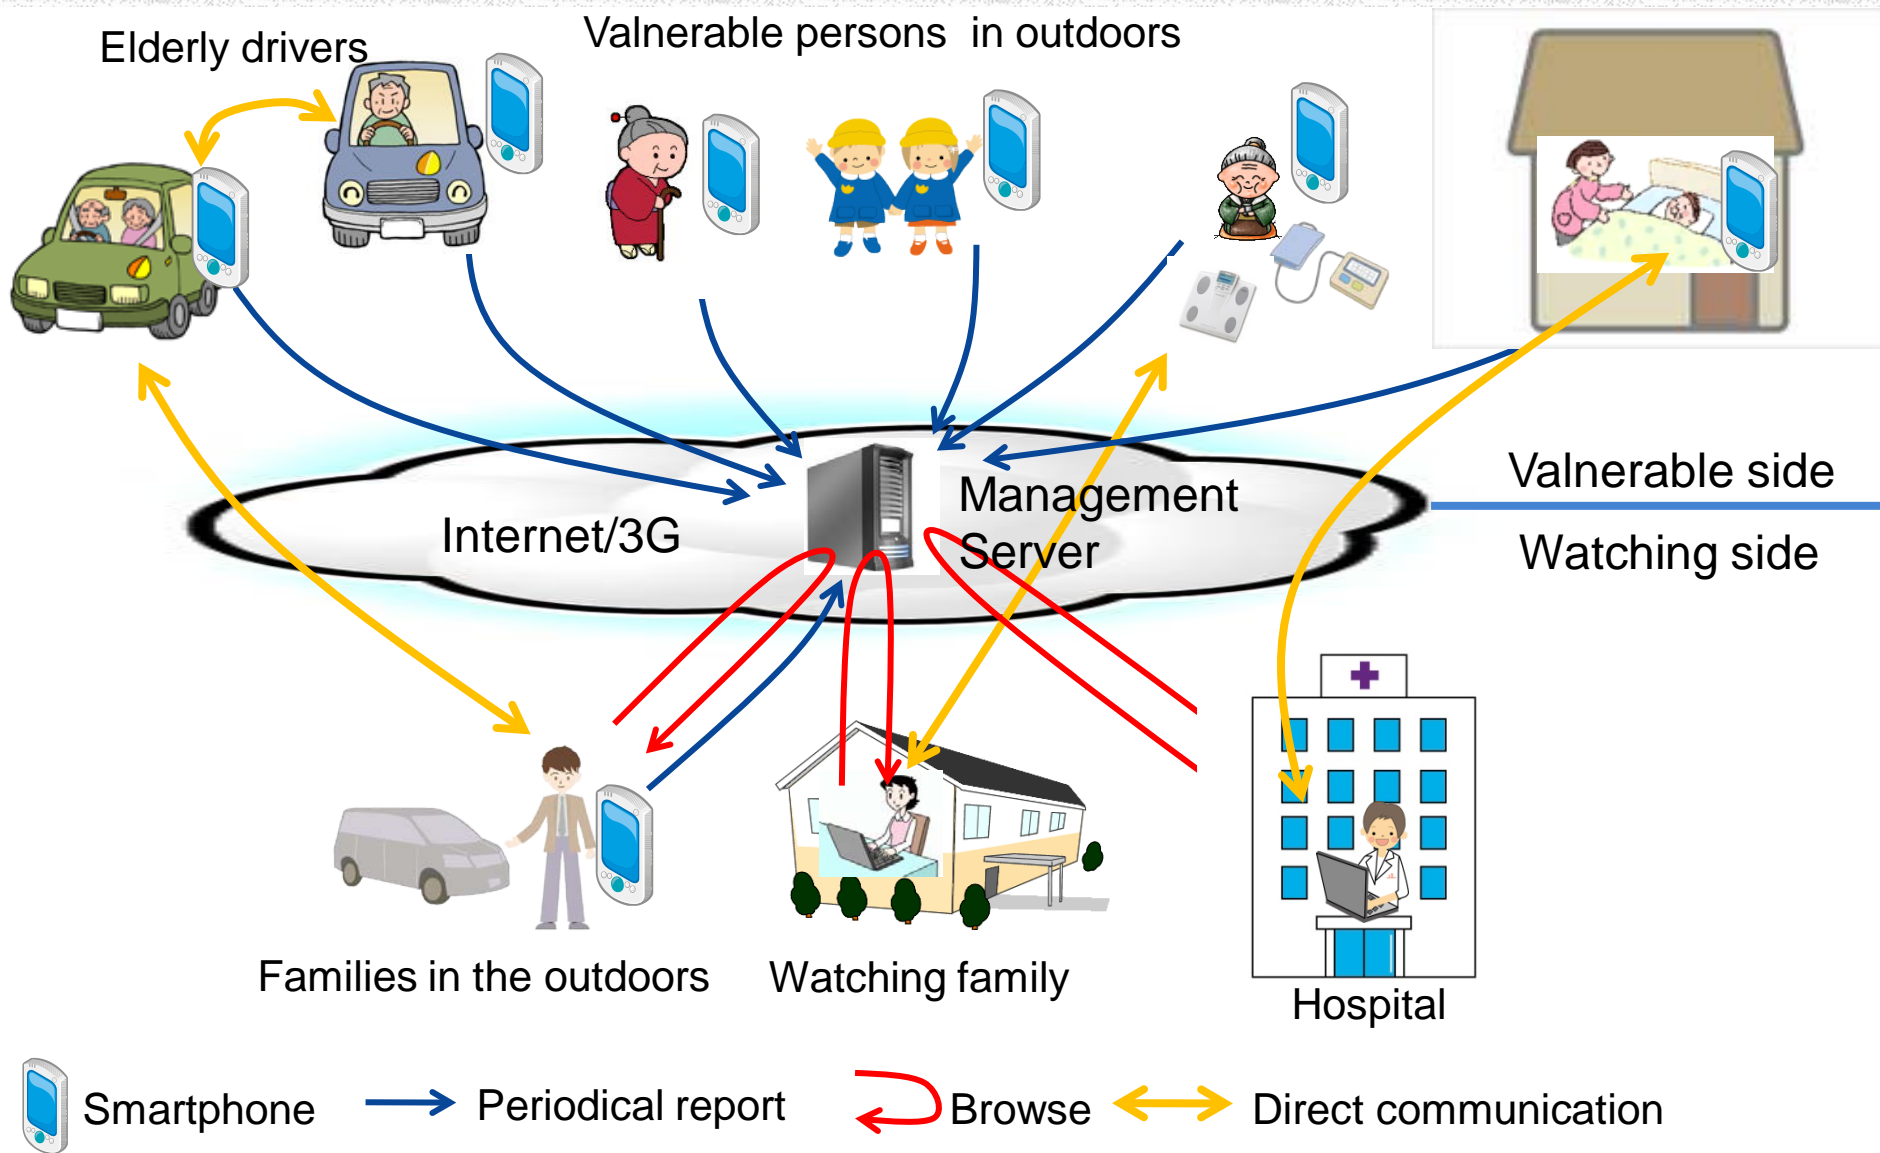 Elderly drivers
Valnerable persons in outdoors
Internet/3G
Management
Server
Valnerable side
Watching side
Families in the outdoors
Watching family
Hospital
Smartphone
Periodical report
Browse
Direct communication